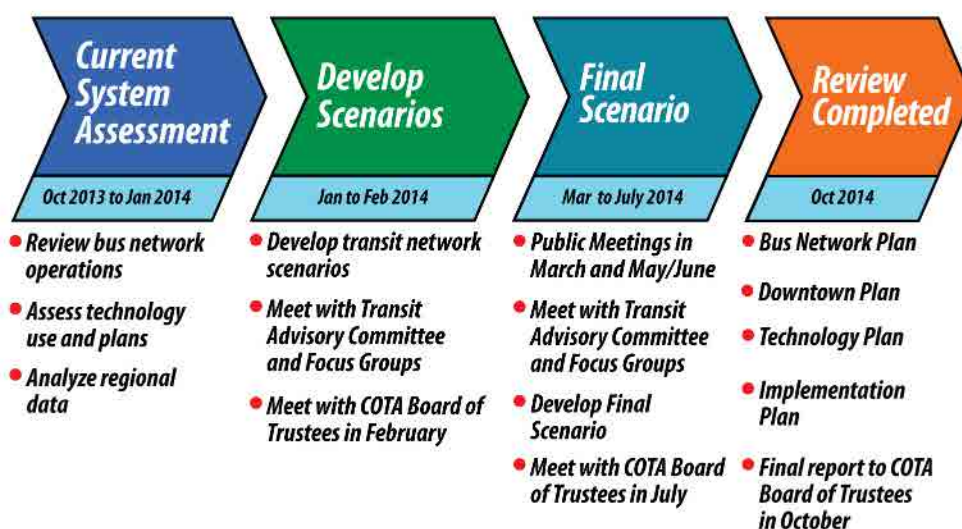 Current
System
Assessment
Oct 2013 to Jan 2014
• Review bus network
operations
• Assess technology
use and plans
• Analyze regional
data
Develop
Scenarios
Jan to Feb 2014
• Develop transit network
scenarios
• Meet with Transit
Advisory Committee
and Focus Groups
• Meet with COTA Board of
Trustees in February
Final
Scenario
Mar to July 2014
• Public Meetings in
March and May/June
• Meet with Transit
Advisory Committee
and Focus Groups
• Develop Final
Scenario
• Meet with COTA Board
of Trustees in July
Review
Completed
Oct 2014
• Bus Network Plan
• Downtown Plan
• Technology Plan
• Implementation
Plan
• Final report to COTA
Board of Trustees
in October